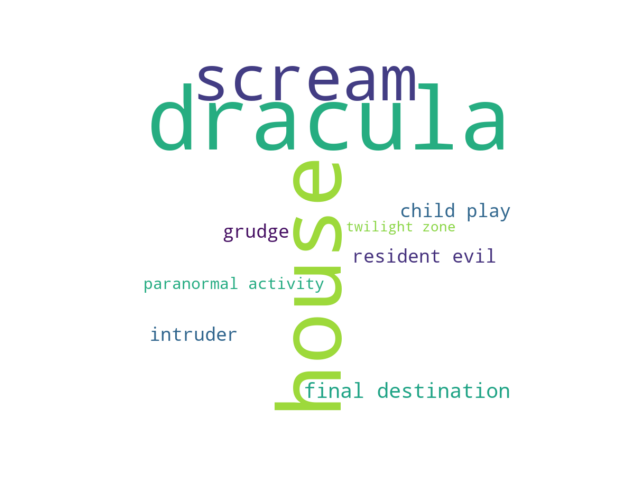 scream
dracula
house
child play
twilight zone
grudge
resident evil
paranormal activity
intruder
final destination